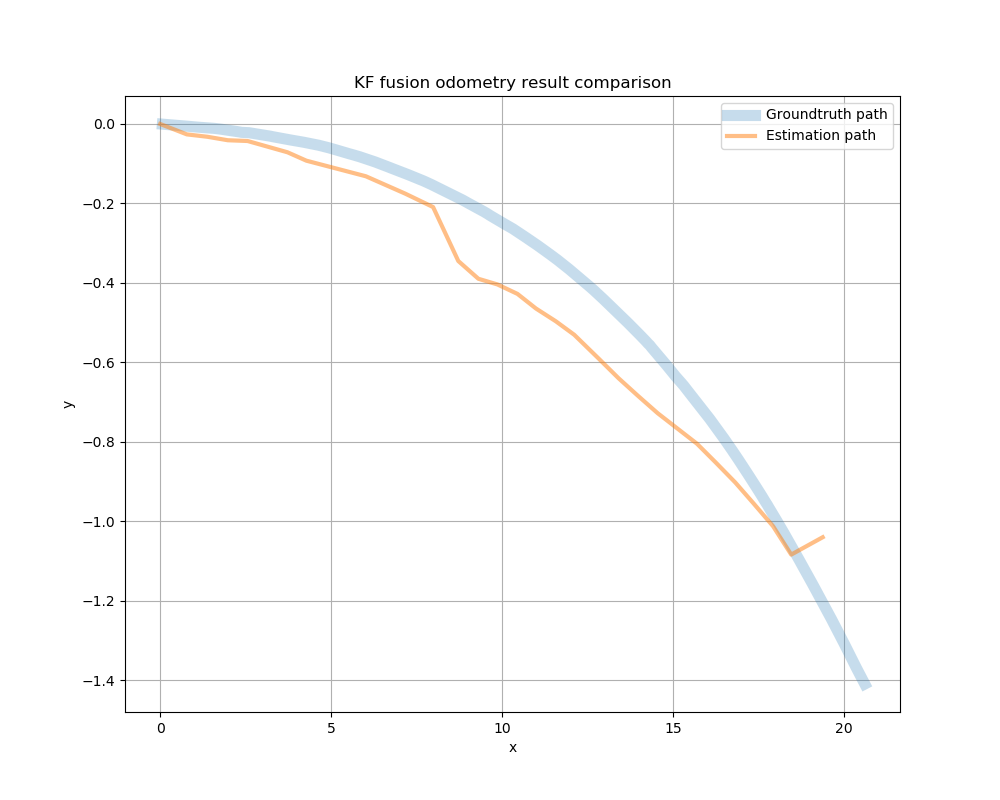 KF fusion odometry result comparison
Groundtruth path
Estimation path
0.0
−0.2
−0.4
−0.6
−0.8
−1.0
−1.2
−1.4
y
0
5
10
15
20
x